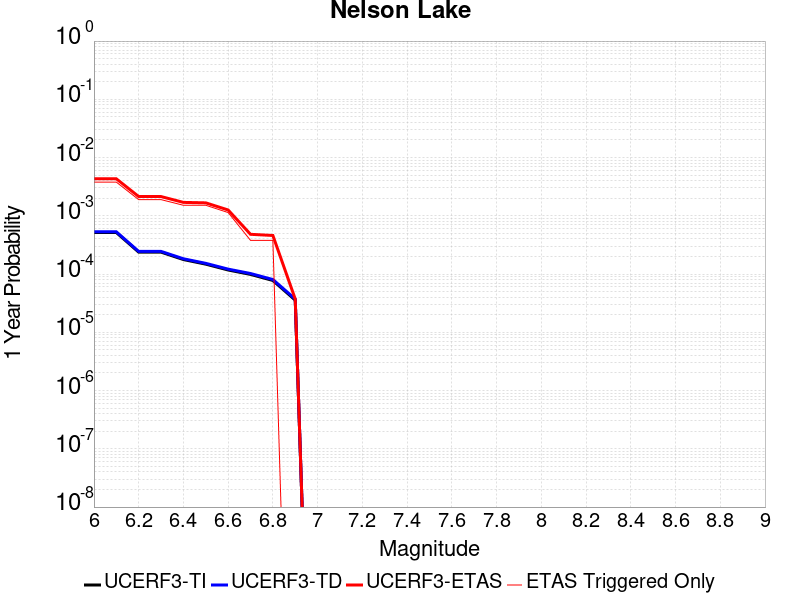 Nelson Lake
10^0
10^-1
10^-2
10^-3
10^-4
10^-5
10^-6
10^-7
10^-8
1 Year Probability
6 6.2 6.4 6.6 6.8 7 7.2 7.4 7.6 7.8 8 8.2 8.4 8.6 8.8 9
Magnitude
UCERF3-TI UCERF3-TD UCERF3-ETAS ETAS Triggered Only